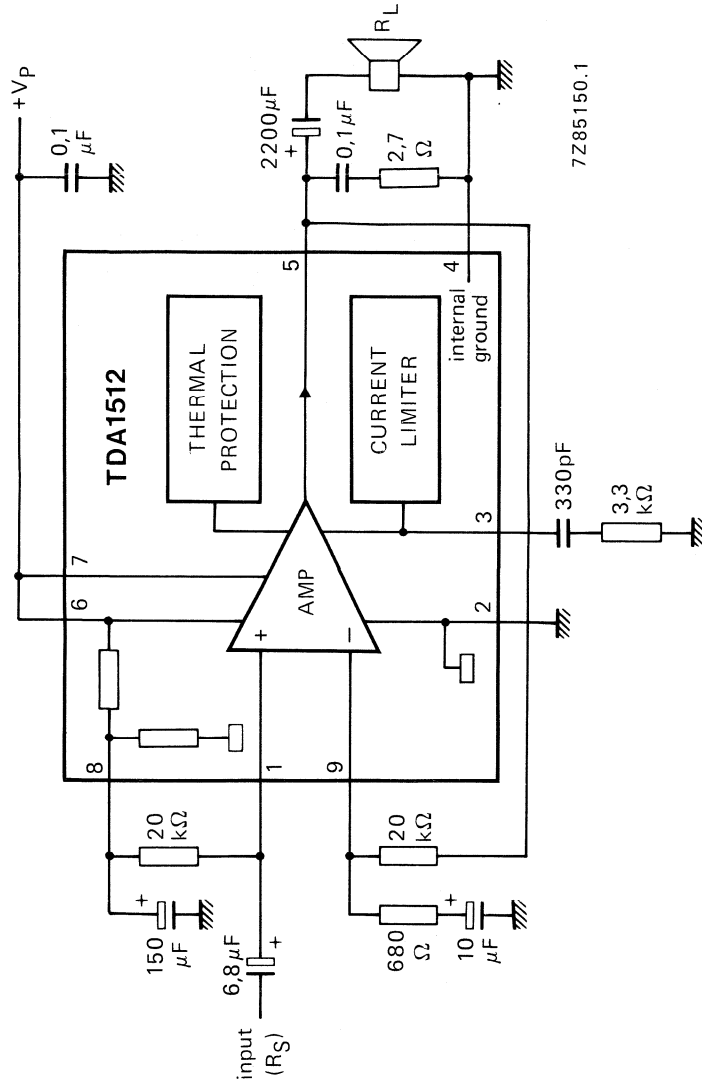 +VP
0,1
µF
TDA1512
6
7
8
THERMAL
PROTECTION
5
2200µF
+
RL
0,1µF
2,7
Ω
CURRENT
LIMITER
internal
ground
4
AMP
+
−
20
kΩ
+
150
µF
1
6,8 µF
+
input
(RS)
9
20
kΩ
680
Ω
+
10
µF
2
3
330pF
3,3
kΩ
7Z85150.1